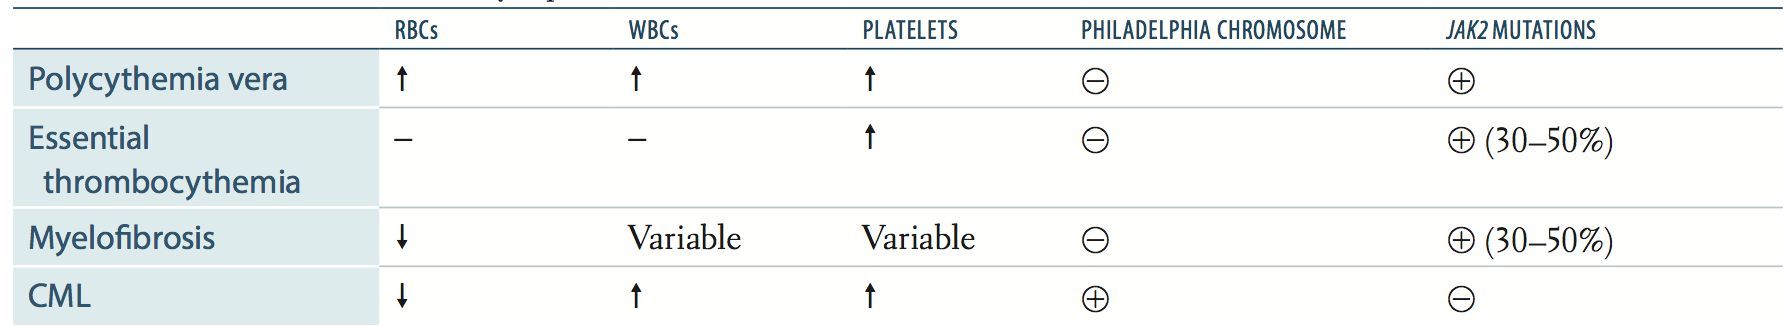 RBCs WBCs PLATELETS PHILADELPHIA CHROMOSOME JAK2 MUTATIONS
Polycythemia vera ↑ ↑ ↑ ⊖ ⊕
Essential – – ↑ ⊖ ⊕ (30–50%)
thrombocythemia
Myelofibrosis ↓ Variable Variable ⊖ ⊕ (30–50%)
CML ↓ ↑ ↑ ⊕ ⊖